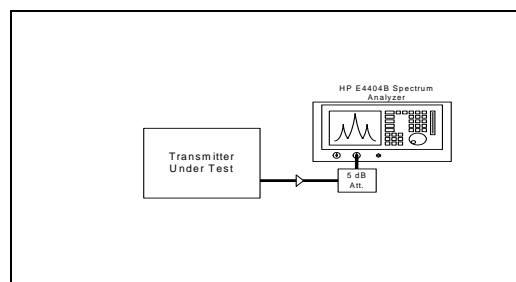 HP E4404B Spectrum
Analyzer
Transmitter
Under Test
5 dB
Att.